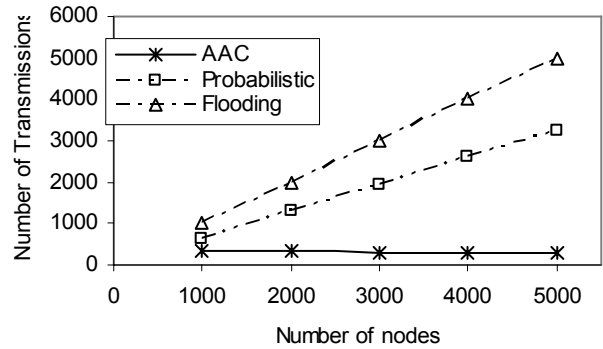 6000
5000
4000
3000
2000
1000
0
Number of Transmissions
AAC
Probabilistic
Flooding
0 1000 2000 3000 4000 5000
Number of nodes